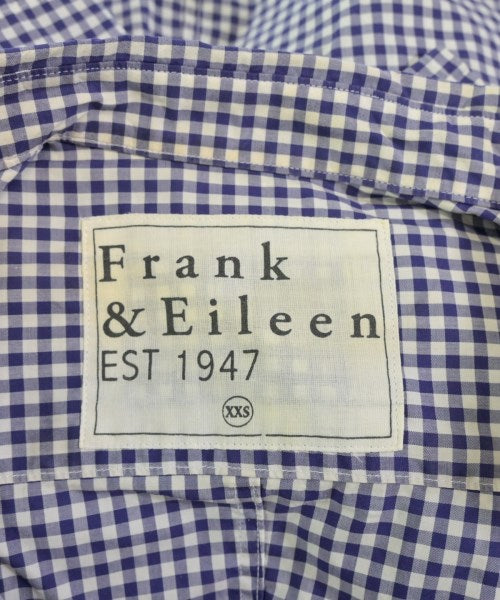 Frank
& Eileen
EST 1947
XXS